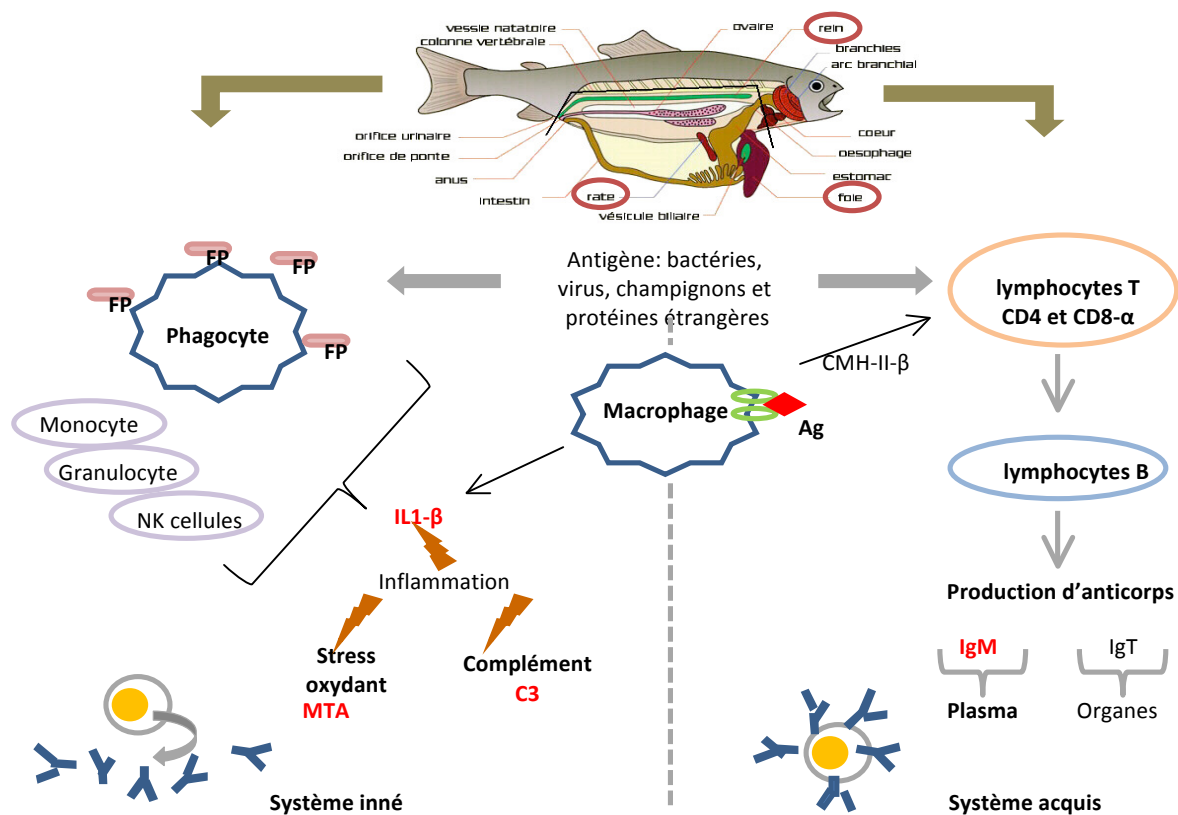 vessie natatoire
colonne vertébrale
ovaire
rein
branchies
arc branchial
orifice urinaire
orifice de ponte
anus
intestin
rate
vésicule biliaire
coeur
oesophage
estomac
foie
FP
FP
FP
FP
Phagocyte
Monocyte
Granulocyte
NK cellules
Antigène: bactéries,
virus, champignons et
protéines étrangères
Macrophage
Ag
CMH-II-β
IL1-β
Inflammation
Stress
oxydant
MTA
Complément
C3
Système inné
lymphocytes T
CD4 et CD8-α
lymphocytes B
Production d’anticorps
IgM
IgT
Plasma
Organes
Système acquis